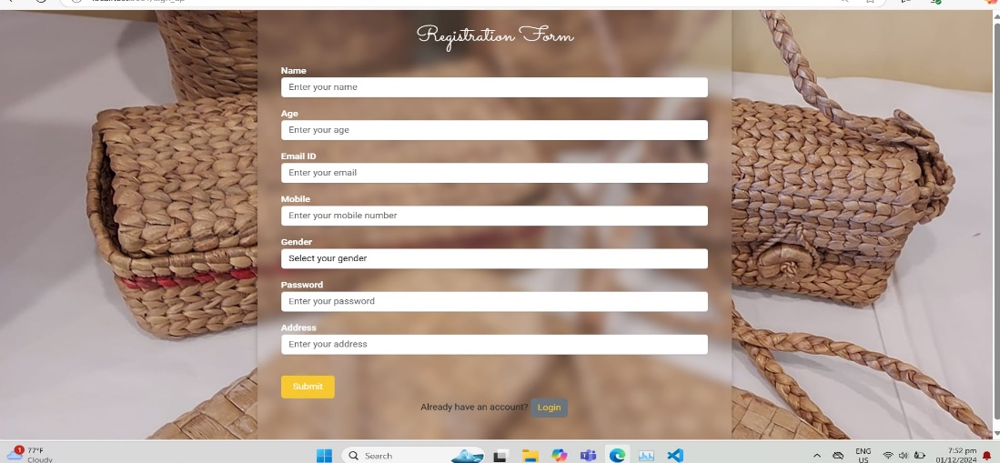 Registration Form
Name
Enter your name
Age
Enter your age
Email ID
Enter your email
Mobile
Enter your mobile number
Gender
Select your gender
Password
Enter your password
Address
Enter your address
Submit
Already have an account? Login
1
77°F
Cloudy
Search
ENG
US
7:52 pm
01/12/2024